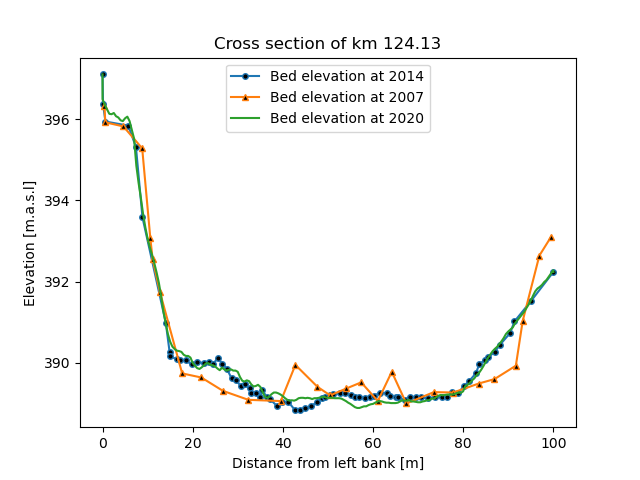 Cross section of km 124.13
Bed elevation at 2014
Bed elevation at 2007
Bed elevation at 2020
Elevation [m.a.s.l]
396
394
392
390
0 20 40 60 80 100
Distance from left bank [m]